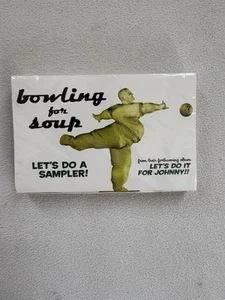 bowling
for
soup
LET'S DO A
SAMPLER!
from their forthcoming album
LET'S DO IT
FOR JOHNNY!!